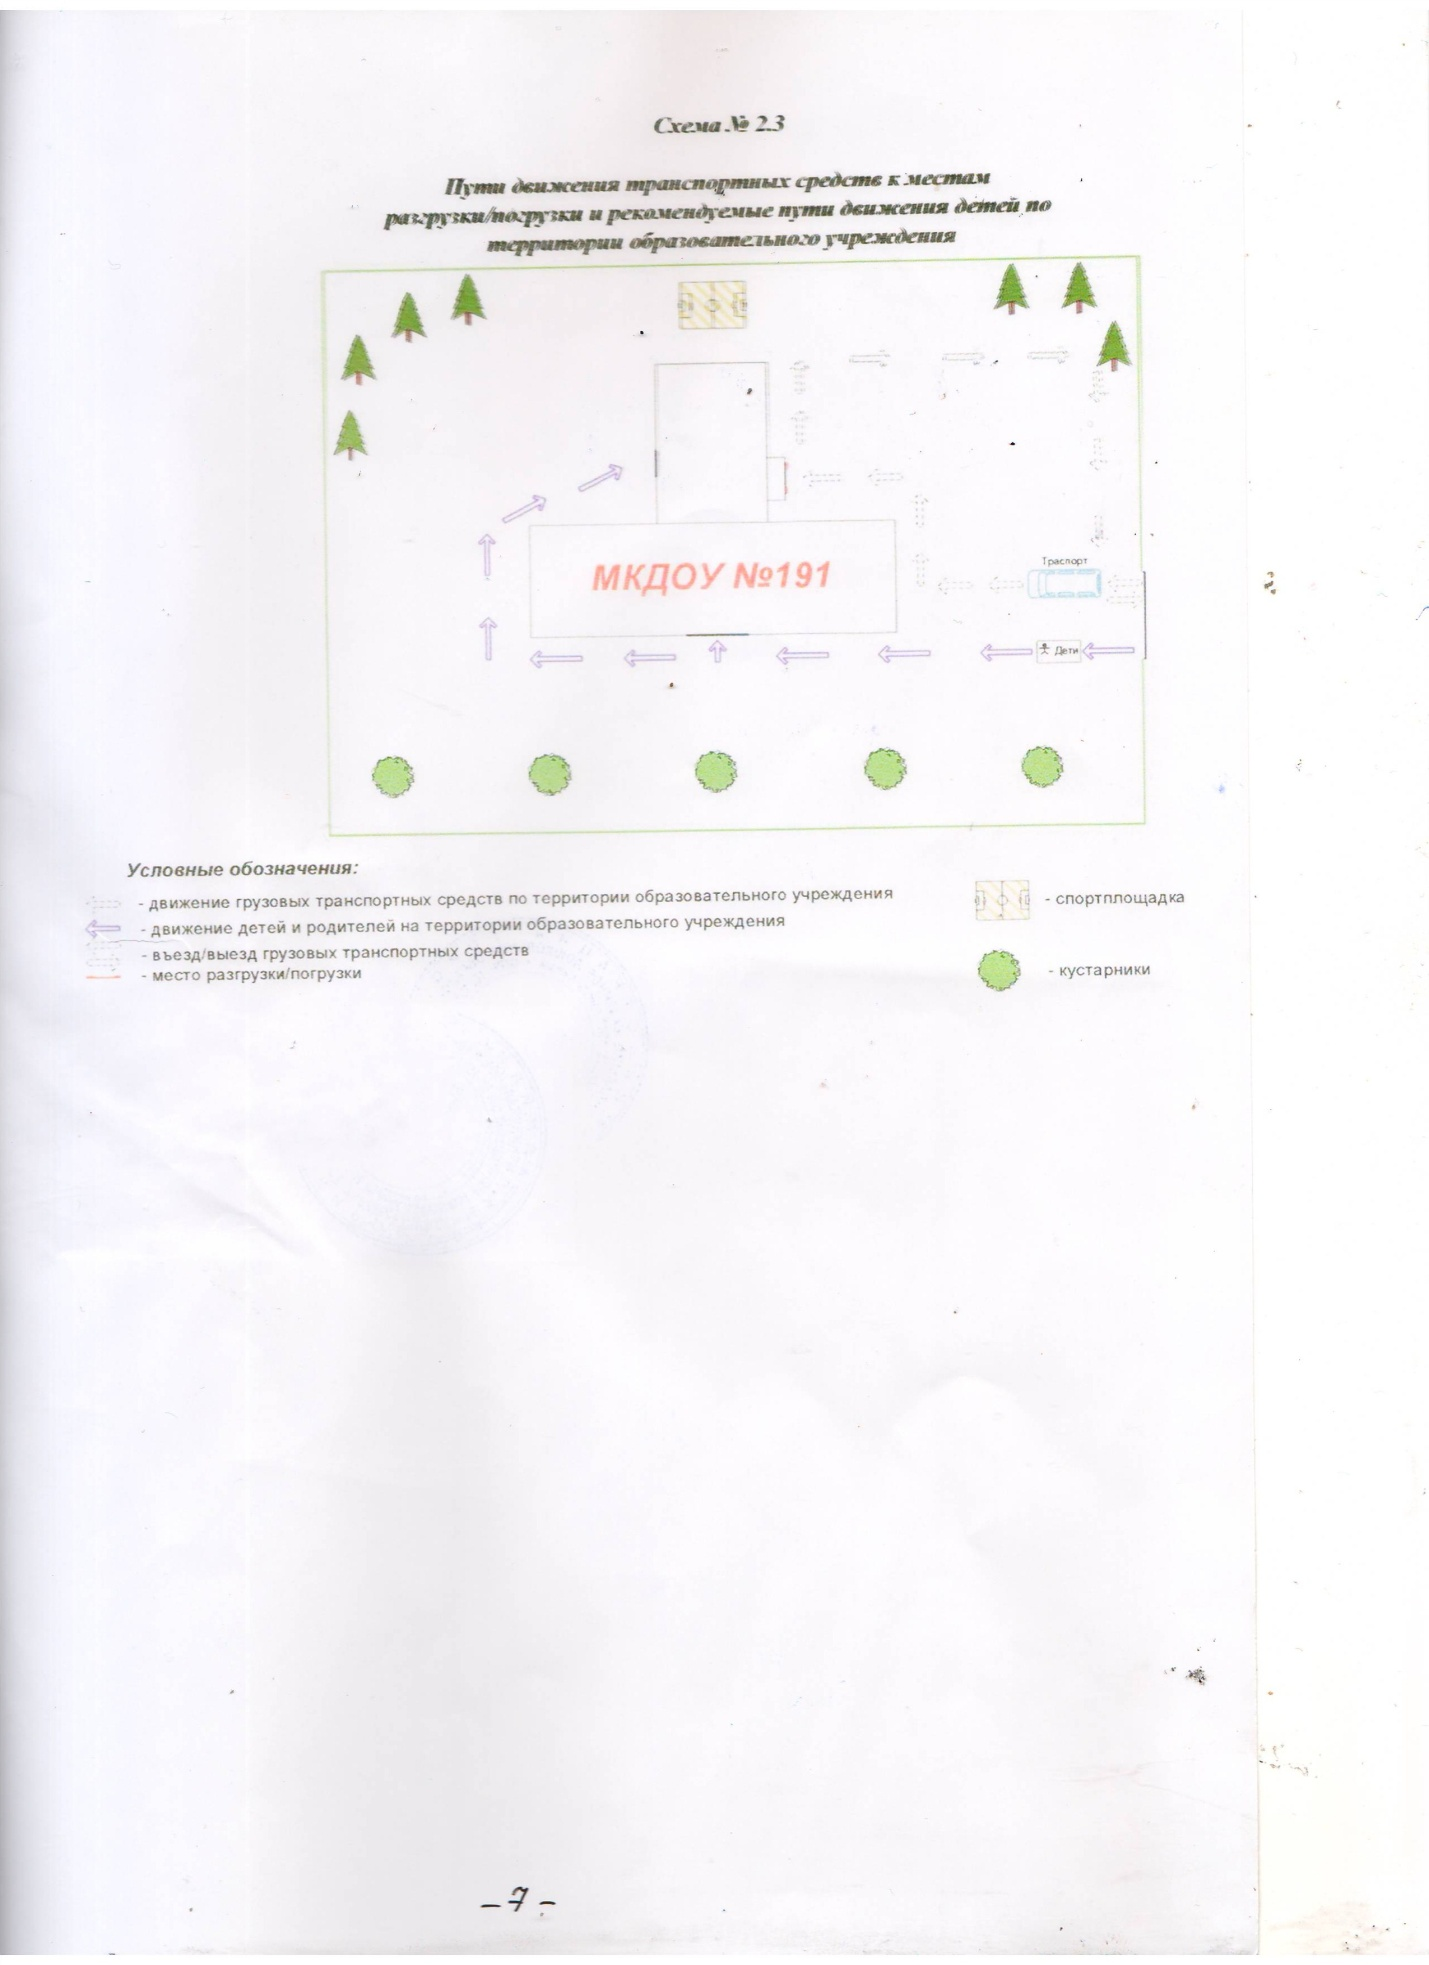 Схема № 2.3
Пути движения транспортных средств к местам
разгрузки/погрузки и рекомендуемые пути движения детей по
территории образовательного учреждения
МКДОУ №191
Траспорт
Дети
Условные обозначения:
- движение грузовых транспортных средств по территории образовательного учреждения
- движение детей и родителей на территории образовательного учреждения
- въезд/выезд грузовых транспортных средств
- место разгрузки/погрузки
- спортплощадка
- кустарники
- 7 -